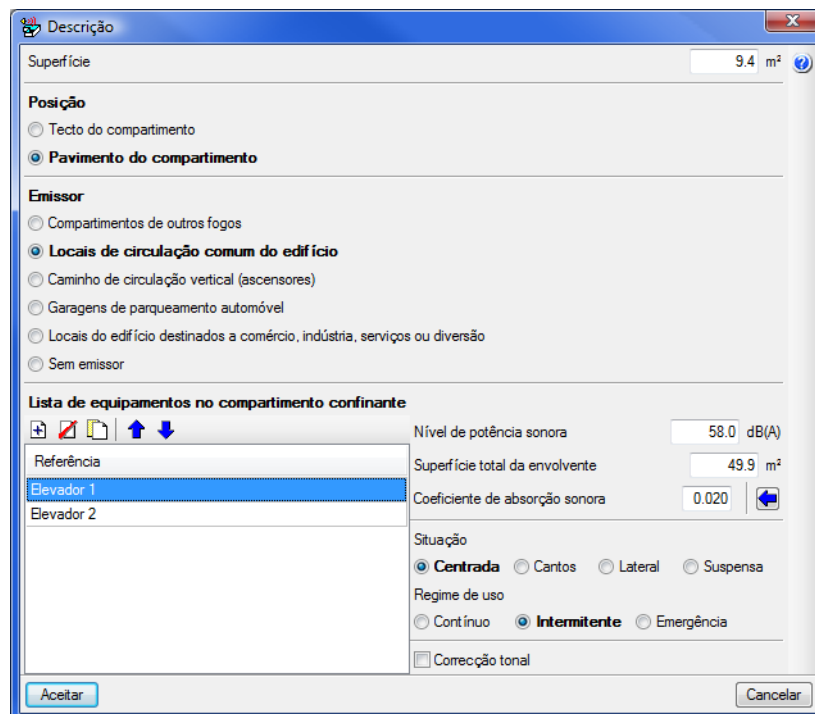 Descrição
Superfície 9.4 m²
Posição
Tecto do compartimento
Pavimento do compartimento
Emissor
Compartimentos de outros fogos
Locais de circulação comum do edifício
Caminho de circulação vertical (ascensores)
Garagens de parqueamento automóvel
Locais do edifício destinados a comércio, indústria, serviços ou diversão
Sem emissor
Lista de equipamentos no compartimento confinante
Referência
Elevador 1
Elevador 2
Nível de potência sonora 58.0 dB(A)
Superfície total da envolvente 49.9 m²
Coeficiente de absorção sonora 0.020
Situação
Centrada Cantos Lateral Suspensa
Regime de uso
Contínuo Intermitente Emergência
Correcção tonal
Aceitar Cancelar